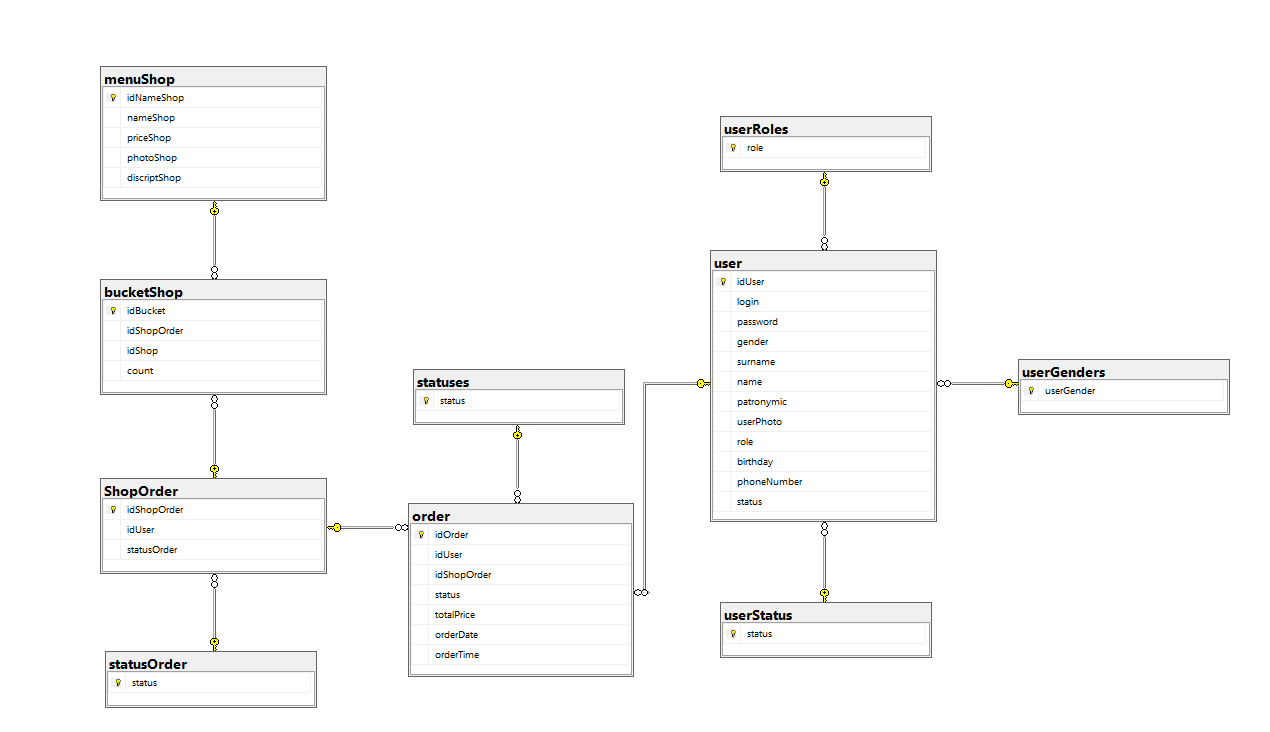 menuShop
idNameShop
nameShop
priceShop
photoShop
discriptShop
bucketShop
idBucket
idShopOrder
idShop
count
ShopOrder
idShopOrder
idUser
statusOrder
statusOrder
status
statuses
status
order
idOrder
idUser
idShopOrder
status
totalPrice
orderDate
orderTime
userRoles
role
user
idUser
login
password
gender
surname
name
patronymic
userPhoto
role
birthday
phoneNumber
status
userStatus
status
userGenders
userGender